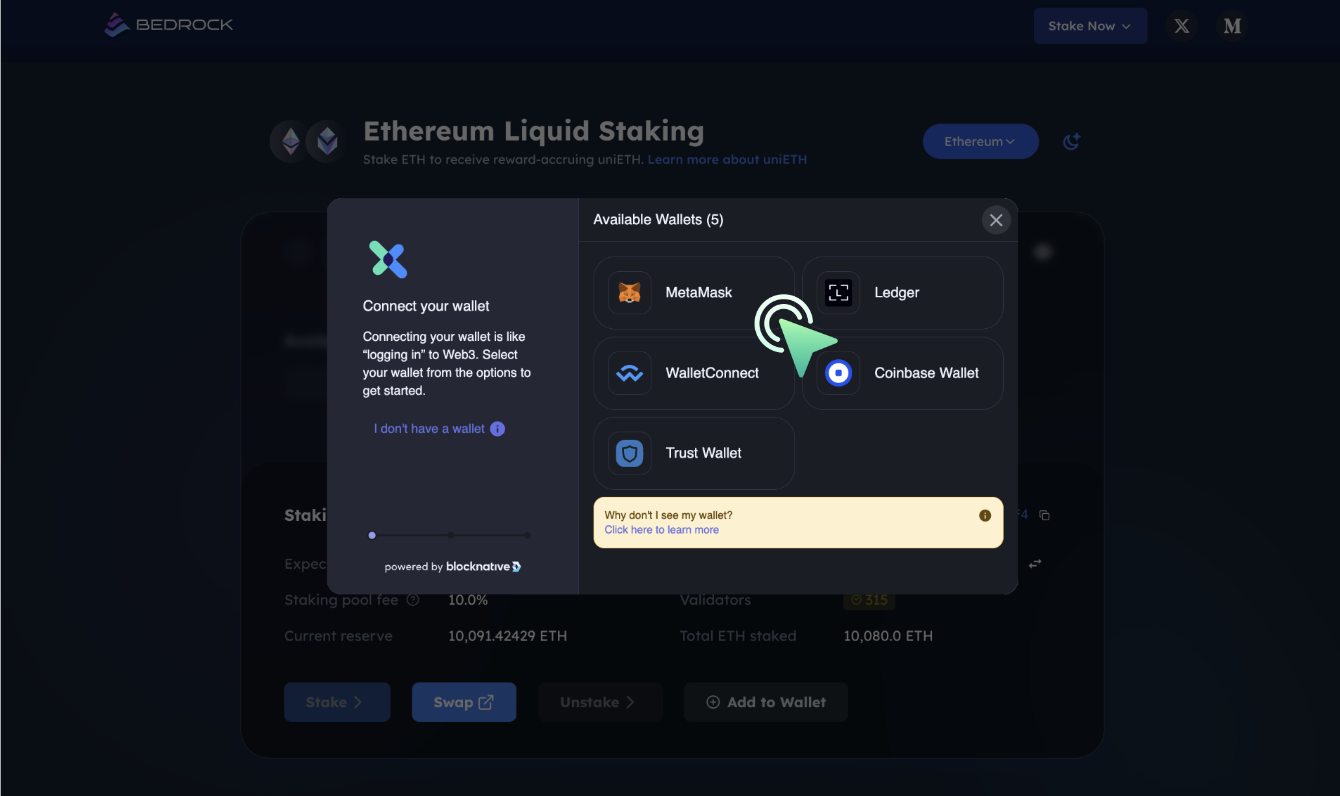 BEDROCK
Stake Now
Ethereum Liquid Staking
Stake ETH to receive reward-accruing uniETH. Learn more about uniETH
Ethereum
Available Wallets (5)
Connect your wallet
Connecting your wallet is like
“logging in” to Web3. Select
your wallet from the options to
get started.
I don't have a wallet
powered by blocknative
MetaMask
Ledger
WalletConnect
Coinbase Wallet
Trust Wallet
Why don't I see my wallet?
Click here to learn more
Staking pool fee 10.0%
Validators 315
Current reserve 10,091.42429 ETH
Total ETH staked 10,080.0 ETH
Stake
Swap
Unstake
Add to Wallet